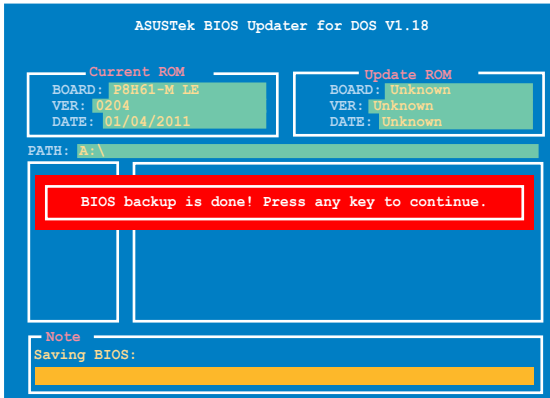 ASUSTek BIOS Updater for DOS V1.18
Current ROM
BOARD: P8H61-M LE
VER: 0204
DATE: 01/04/2011
Update ROM
BOARD: Unknown
VER: Unknown
DATE: Unknown
PATH: A:\
BIOS backup is done! Press any key to continue.
Note
Saving BIOS: